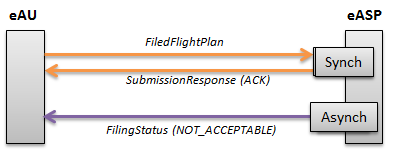 eAU
eASP
FiledFlightPlan
Synch
SubmissionResponse (ACK)
Asynch
FilingStatus (NOT_ACCEPTABLE)